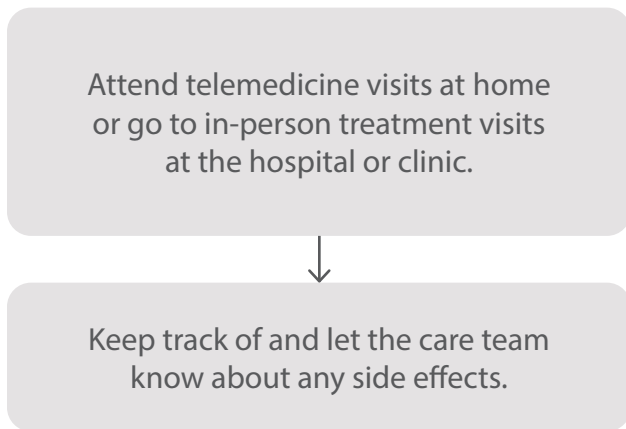 Attend telemedicine visits at home
or go to in-person treatment visits
at the hospital or clinic.
Keep track of and let the care team
know about any side effects.